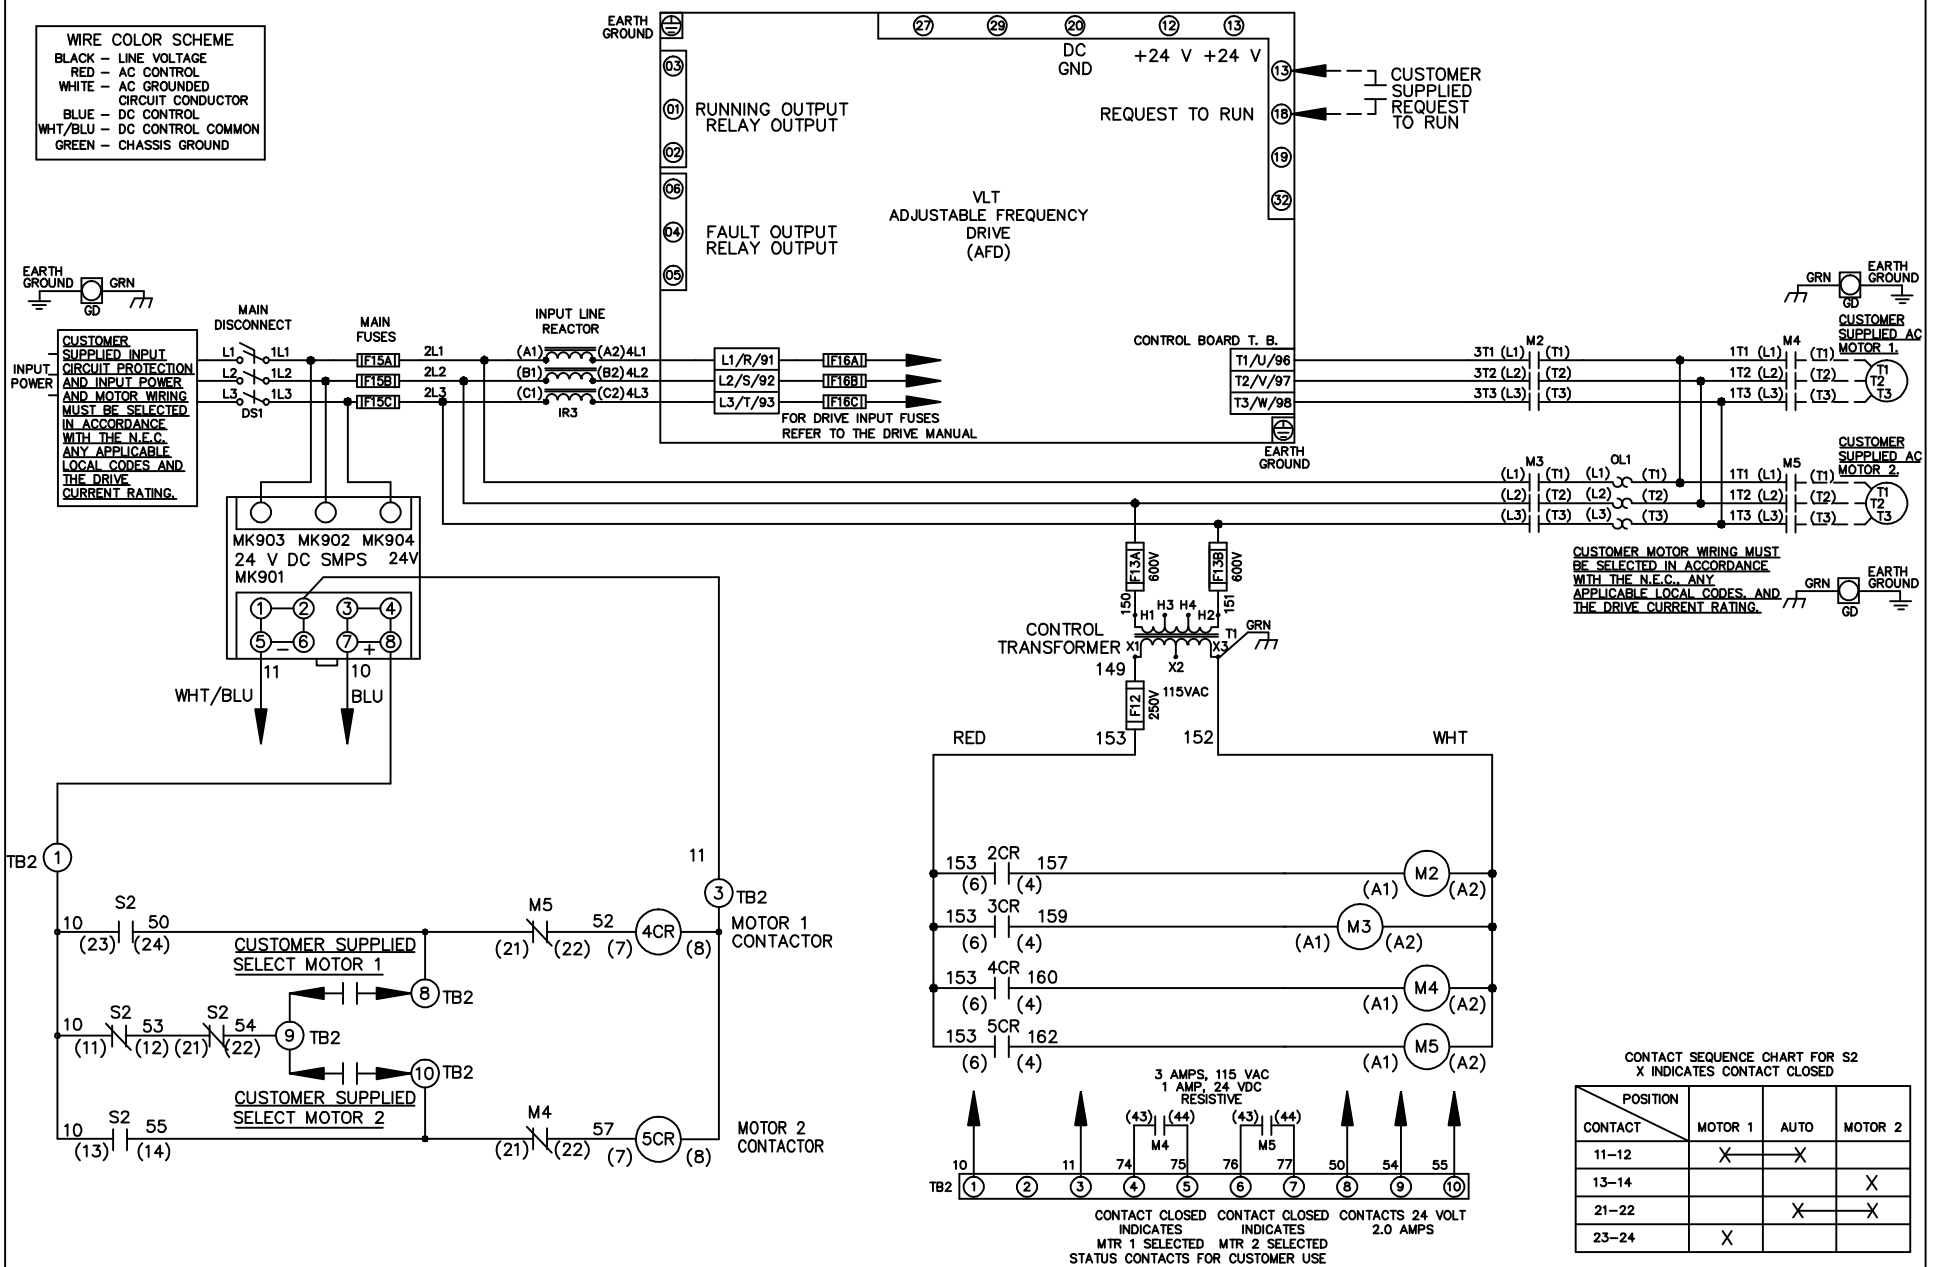 WIRE COLOR SCHEME
BLACK – LINE VOLTAGE
RED – AC CONTROL
WHITE – AC GROUNDED
CIRCUIT CONDUCTOR
BLUE – DC CONTROL
WHT/BLU – DC CONTROL COMMON
GREEN – CHASSIS GROUND
EARTH
GROUND
27 29 20 12 13
DC
GND
+24 V +24 V
03
01
02
RUNNING OUTPUT
RELAY OUTPUT
06
04
05
FAULT OUTPUT
RELAY OUTPUT
REQUEST TO RUN
13
18
19
32
CUSTOMER
SUPPLIED
REQUEST
TO RUN
VLT
ADJUSTABLE FREQUENCY
DRIVE
(AFD)
EARTH
GROUND
GRN
GD
INPUT
POWER
CUSTOMER
SUPPLIED INPUT
CIRCUIT PROTECTION
AND INPUT POWER
AND MOTOR WIRING
MUST BE SELECTED
IN ACCORDANCE
WITH THE N.E.C.
ANY APPLICABLE
LOCAL CODES AND
THE DRIVE
CURRENT RATING.
MAIN
DISCONNECT
L1 1L1
L2 1L2
L3 1L3
DS1
MAIN
FUSES
F15A
F15B
F15C
2L1
2L2
2L3
INPUT LINE
REACTOR
(A1) (A2) 4L1
(B1) (B2) 4L2
(C1) (C2) 4L3
IR3
L1/R/91
L2/S/92
L3/T/93
F16A
F16B
F16C
FOR DRIVE INPUT FUSES
REFER TO THE DRIVE MANUAL
CONTROL BOARD T. B.
T1/U/96
T2/V/97
T3/W/98
EARTH
GROUND
M2
3T1 (L1) (T1)
3T2 (L2) (T2)
3T3 (L3) (T3)
M4
1T1 (L1) (T1)
1T2 (L2) (T2)
1T3 (L3) (T3)
T1
T2
T3
GRN
GD
EARTH
GROUND
CUSTOMER
SUPPLIED AC
MOTOR 1.
M3
(L1) (T1)
(L2) (T2)
(L3) (T3)
OL1
(L1) (T1)
(L2) (T2)
(L3) (T3)
M5
1T1 (L1) (T1)
1T2 (L2) (T2)
1T3 (L3) (T3)
T1
T2
T3
CUSTOMER
SUPPLIED AC
MOTOR 2.
CUSTOMER MOTOR WIRING MUST
BE SELECTED IN ACCORDANCE
WITH THE N.E.C., ANY
APPLICABLE LOCAL CODES, AND
THE DRIVE CURRENT RATING.
GRN
GD
EARTH
GROUND
MK903 MK902 MK904
24 V DC SMPS 24V
MK901
1 2 3 4
5 – 6 7 + 8
11
10
WHT/BLU
BLU
F13A
600V
F13B
600V
150
151
H1 H3 H4 H2
CONTROL
TRANSFORMER
X1 X2 X3
T1
GRN
149
F12
250V
115VAC
153
152
RED
WHT
TB2 1
11
3 TB2
10 S2 50
(23) (24)
CUSTOMER SUPPLIED
SELECT MOTOR 1
M5
(21) (22)
52
(7) 4CR (8)
MOTOR 1
CONTACTOR
8 TB2
10 S2 53 S2 54
(11) (12) (21) (22)
9 TB2
10 TB2
CUSTOMER SUPPLIED
SELECT MOTOR 2
10 S2 55
(13) (14)
M4
(21) (22)
57
(7) 5CR (8)
MOTOR 2
CONTACTOR
153 2CR 157
(6) (4)
(A1) M2 (A2)
153 3CR 159
(6) (4)
(A1) M3 (A2)
153 4CR 160
(6) (4)
(A1) M4 (A2)
153 5CR 162
(6) (4)
(A1) M5 (A2)
3 AMPS, 115 VAC
1 AMP, 24 VDC
RESISTIVE
(43) (44)
M4
(43) (44)
M5
10 11 74 75 76 77 50 54 55
TB2 1 2 3 4 5 6 7 8 9 10
CONTACT CLOSED
INDICATES
MTR 1 SELECTED
CONTACT CLOSED
INDICATES
MTR 2 SELECTED
STATUS CONTACTS FOR CUSTOMER USE
CONTACTS 24 VOLT
2.0 AMPS
CONTACT SEQUENCE CHART FOR S2
X INDICATES CONTACT CLOSED
POSITION
CONTACT MOTOR 1 AUTO MOTOR 2
11–12 X X
13–14 X
21–22 X X
23–24 X